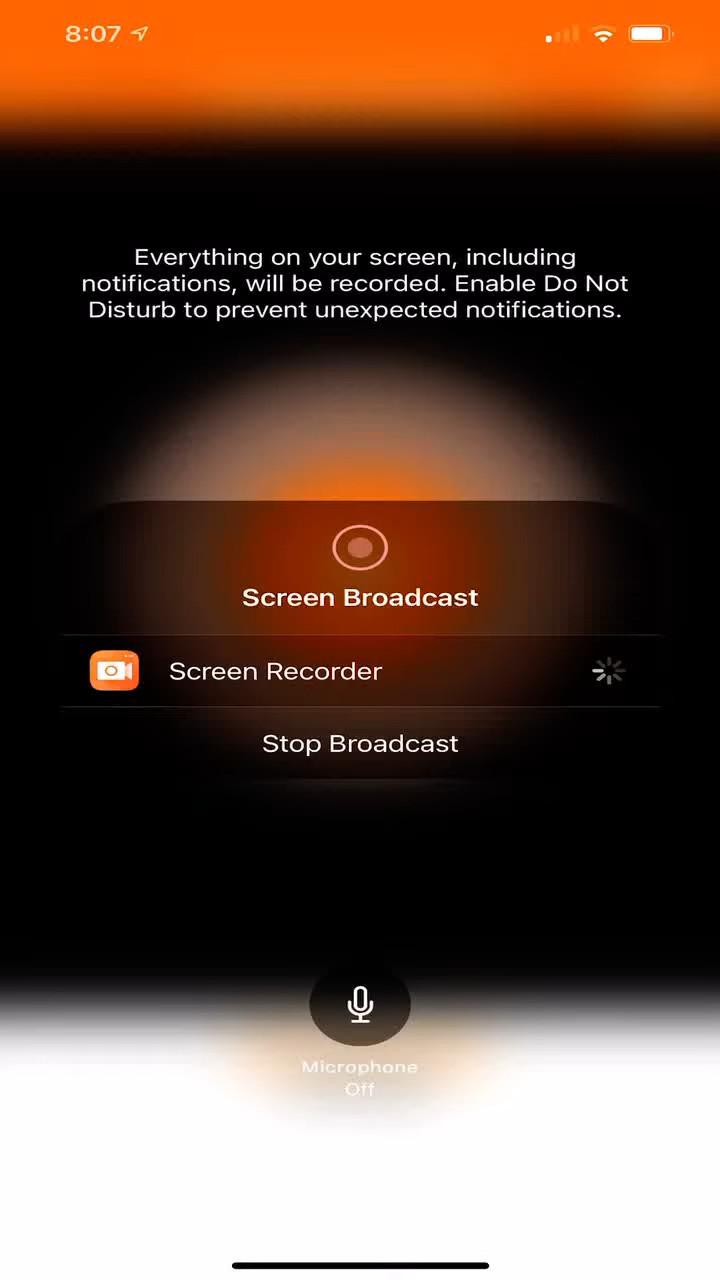 8:07
Everything on your screen, including
notifications, will be recorded. Enable Do Not
Disturb to prevent unexpected notifications.
Screen Broadcast
Screen Recorder
Stop Broadcast
Microphone
Off